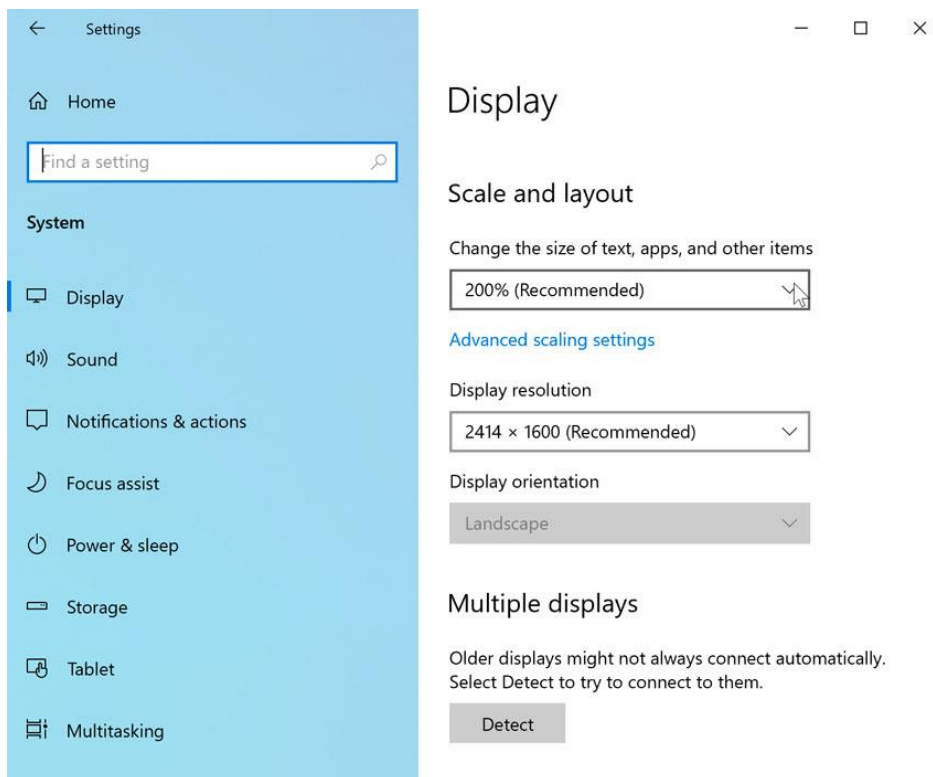 Settings
Home
Find a setting
System
Display
Sound
Notifications & actions
Focus assist
Power & sleep
Storage
Tablet
Multitasking
Display
Scale and layout
Change the size of text, apps, and other items
200% (Recommended)
Advanced scaling settings
Display resolution
2414 × 1600 (Recommended)
Display orientation
Landscape
Multiple displays
Older displays might not always connect automatically.
Select Detect to try to connect to them.
Detect